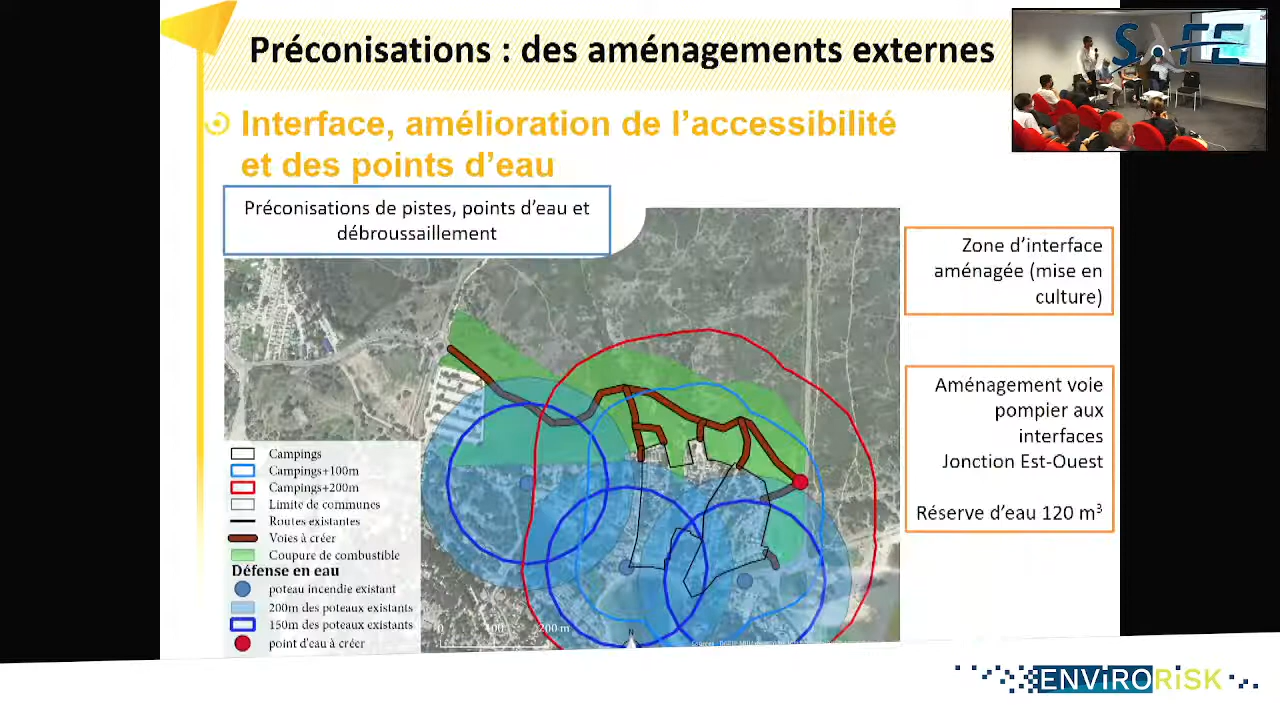 Préconisations : des aménagements externes
SAFE
Interface, amélioration de l’accessibilité
et des points d’eau
Préconisations de pistes, points d’eau et
débroussaillement
Zone d’interface
aménagée (mise en
culture)
Aménagement voie
pompier aux
interfaces
Jonction Est-Ouest
Réserve d’eau 120 m³
Campings
Campings+100m
Campings+200m
Limite de communes
Routes existantes
Voies à créer
Coupure de combustible
Défense en eau
poteau incendie existant
200m des poteaux existants
150m des poteaux existants
point d'eau à créer
0 100 200 m
N
ENViRORiSK